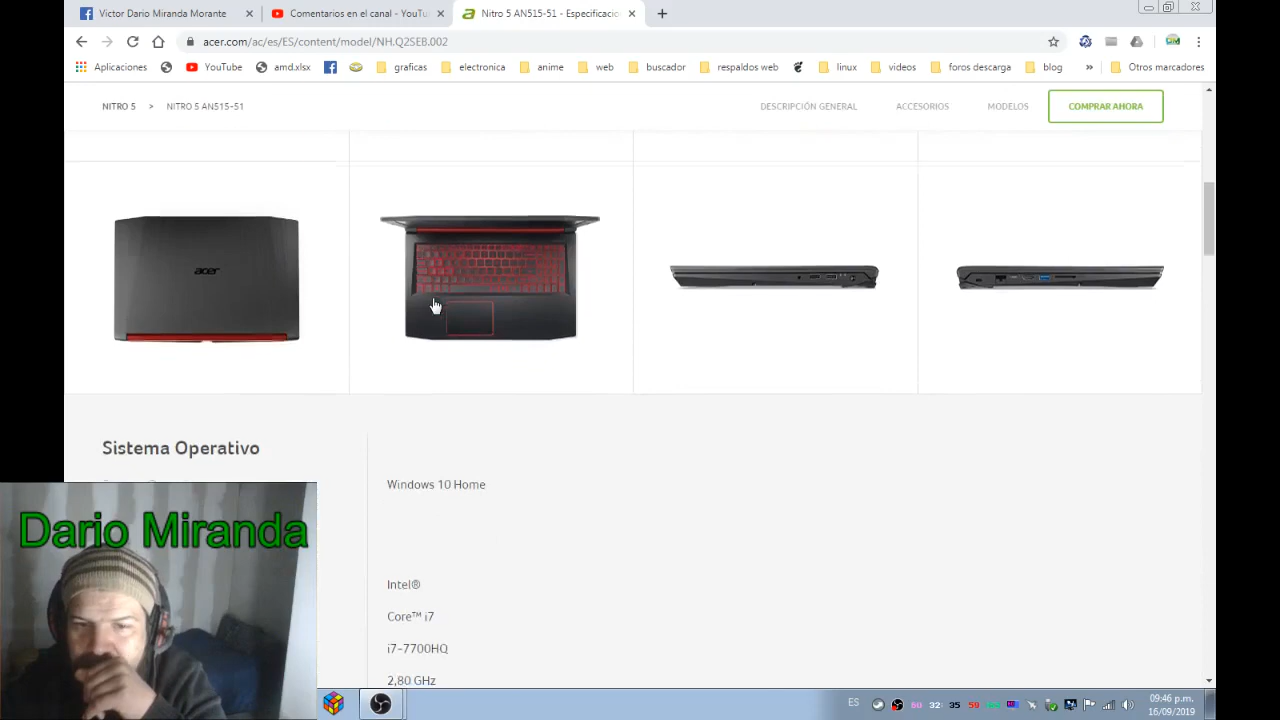 Victor Dario Miranda Morante
Comentarios en el canal - YouTu
Nitro 5 AN515-51 - Especificacio
acer.com/ac/es/ES/content/model/NH.Q2SEB.002
Aplicaciones YouTube amd.xlsx graficas electronica anime web buscador respaldos web linux videos foros descarga blog » Otros marcadores
NITRO 5 > NITRO 5 AN515-51 DESCRIPCIÓN GENERAL ACCESORIOS MODELOS COMPRAR AHORA
acer
Sistema Operativo
Windows 10 Home
Intel®
Core™ i7
i7-7700HQ
2,80 GHz
Dario Miranda
ES 32: 35 09:46 p.m.
16/09/2019